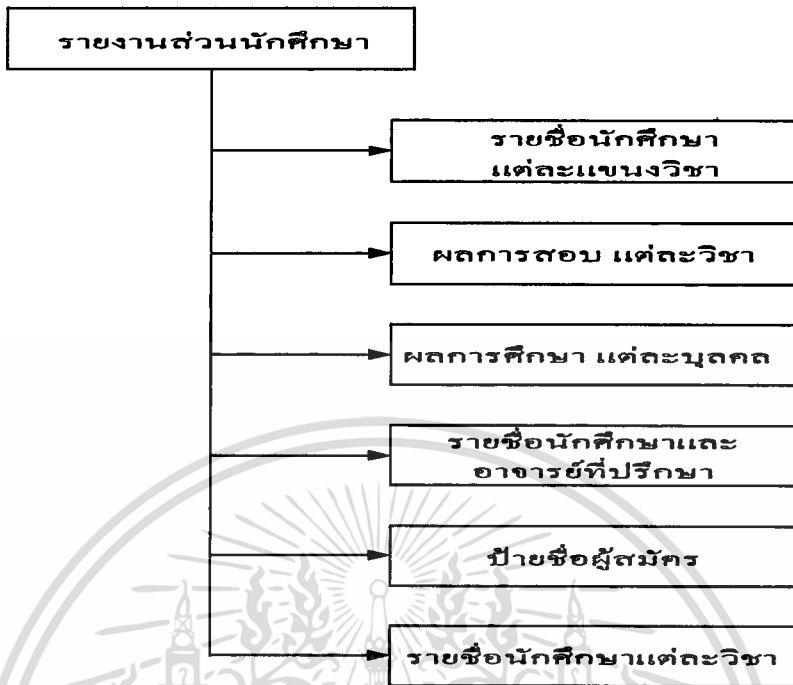 รายงานส่วนนักศึกษา
รายชื่อนักศึกษา
แต่ละแขนงวิชา
ผลการสอบ แต่ละวิชา
ผลการศึกษา แต่ละบุลคล
รายชื่อนักศึกษาและ
อาจารย์ที่ปรึกษา
ป้ายชื่อผู้สมัคร
รายชื่อนักศึกษาแต่ละวิชา